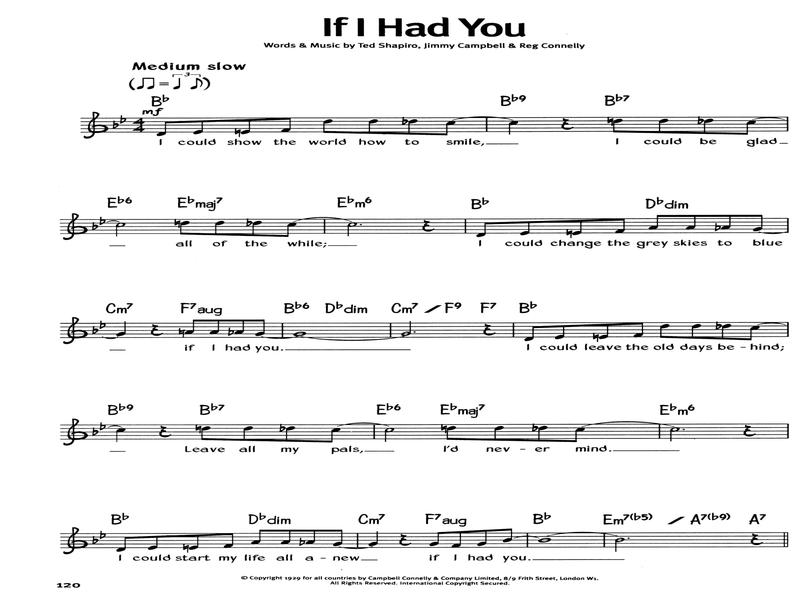 If I Had You
Words & Music by Ted Shapiro, Jimmy Campbell & Reg Connelly
Medium slow
3
B♭ B♭9 B♭7
mf
I could show the world how to smile, I could be glad
E♭6 E♭maj7 E♭m6 B♭ D♭dim
all of the while; I could change the grey skies to blue
Cm7 F7aug B♭6 D♭dim Cm7 / F9 F7 B♭
if I had you. I could leave the old days be - hind;
B♭9 B♭7 E♭6 E♭maj7 E♭m6
Leave all my pals, I'd nev - er mind.
B♭ D♭dim Cm7 F7aug B♭ Em7(♭5) / A7(♭9) A7
I could start my life all a - new if I had you.
© Copyright 1929 for all countries by Campbell Connelly & Company Limited, 8/9 Frith Street, London W1.
All Rights Reserved. International Copyright Secured.
120